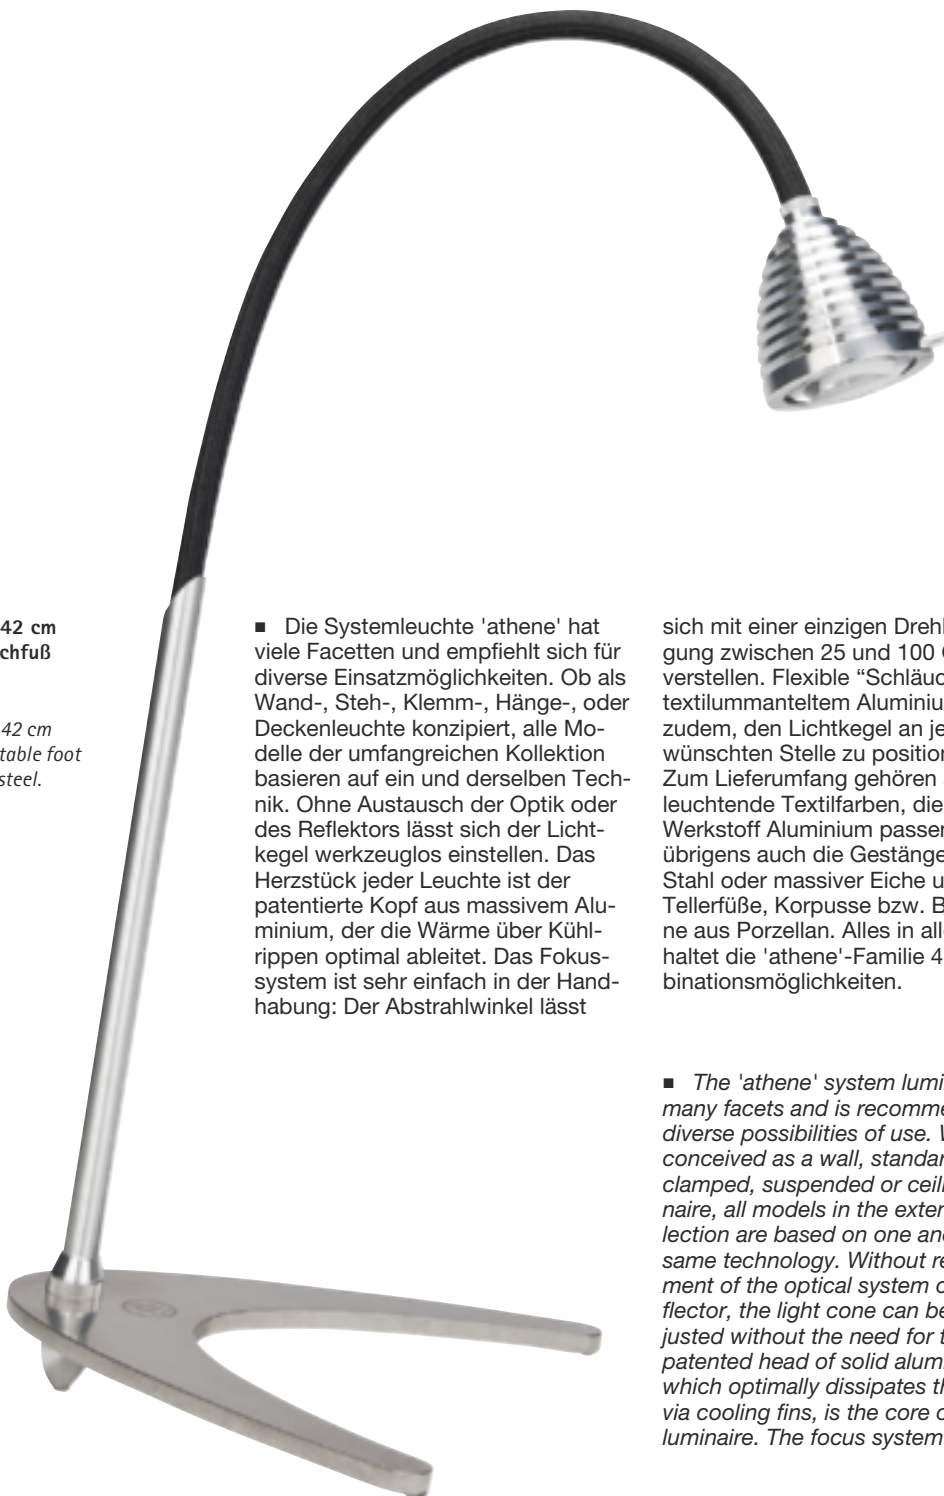 42 cm
chfuß
42 cm
table foot
steel.
■ Die Systemleuchte 'athene' hat
viele Facetten und empfiehlt sich für
diverse Einsatzmöglichkeiten. Ob als
Wand-, Steh-, Klemm-, Hänge-, oder
Deckenleuchte konzipiert, alle Mo-
delle der umfangreichen Kollektion
basieren auf ein und derselben Tech-
nik. Ohne Austausch der Optik oder
des Reflektors lässt sich der Licht-
kegel werkzeuglos einstellen. Das
Herzstück jeder Leuchte ist der
patentierte Kopf aus massivem Alu-
minium, der die Wärme über Kühl-
rippen optimal ableitet. Das Fokus-
system ist sehr einfach in der Hand-
habung: Der Abstrahlwinkel lässt
sich mit einer einzigen Drehl
gung zwischen 25 und 100
verstellen. Flexible “Schläuc
textilummanteltem Aluminiu
zudem, den Lichtkegel an je
wünschten Stelle zu position
Zum Lieferumfang gehören
leuchtende Textilfarben, die
Werkstoff Aluminium passen
übrigens auch die Gestänge
Stahl oder massiver Eiche u
Tellerfüße, Korpusse bzw. B
ne aus Porzellan. Alles in alle
haltet die 'athene'-Familie 4
binationsmöglichkeiten.
■ The 'athene' system lumi
many facets and is recomme
diverse possibilities of use. W
conceived as a wall, standar
clamped, suspended or ceili
naire, all models in the exter
lection are based on one and
same technology. Without re
ment of the optical system o
flector, the light cone can be
justed without the need for t
patented head of solid alum
which optimally dissipates th
via cooling fins, is the core o
luminaire. The focus system